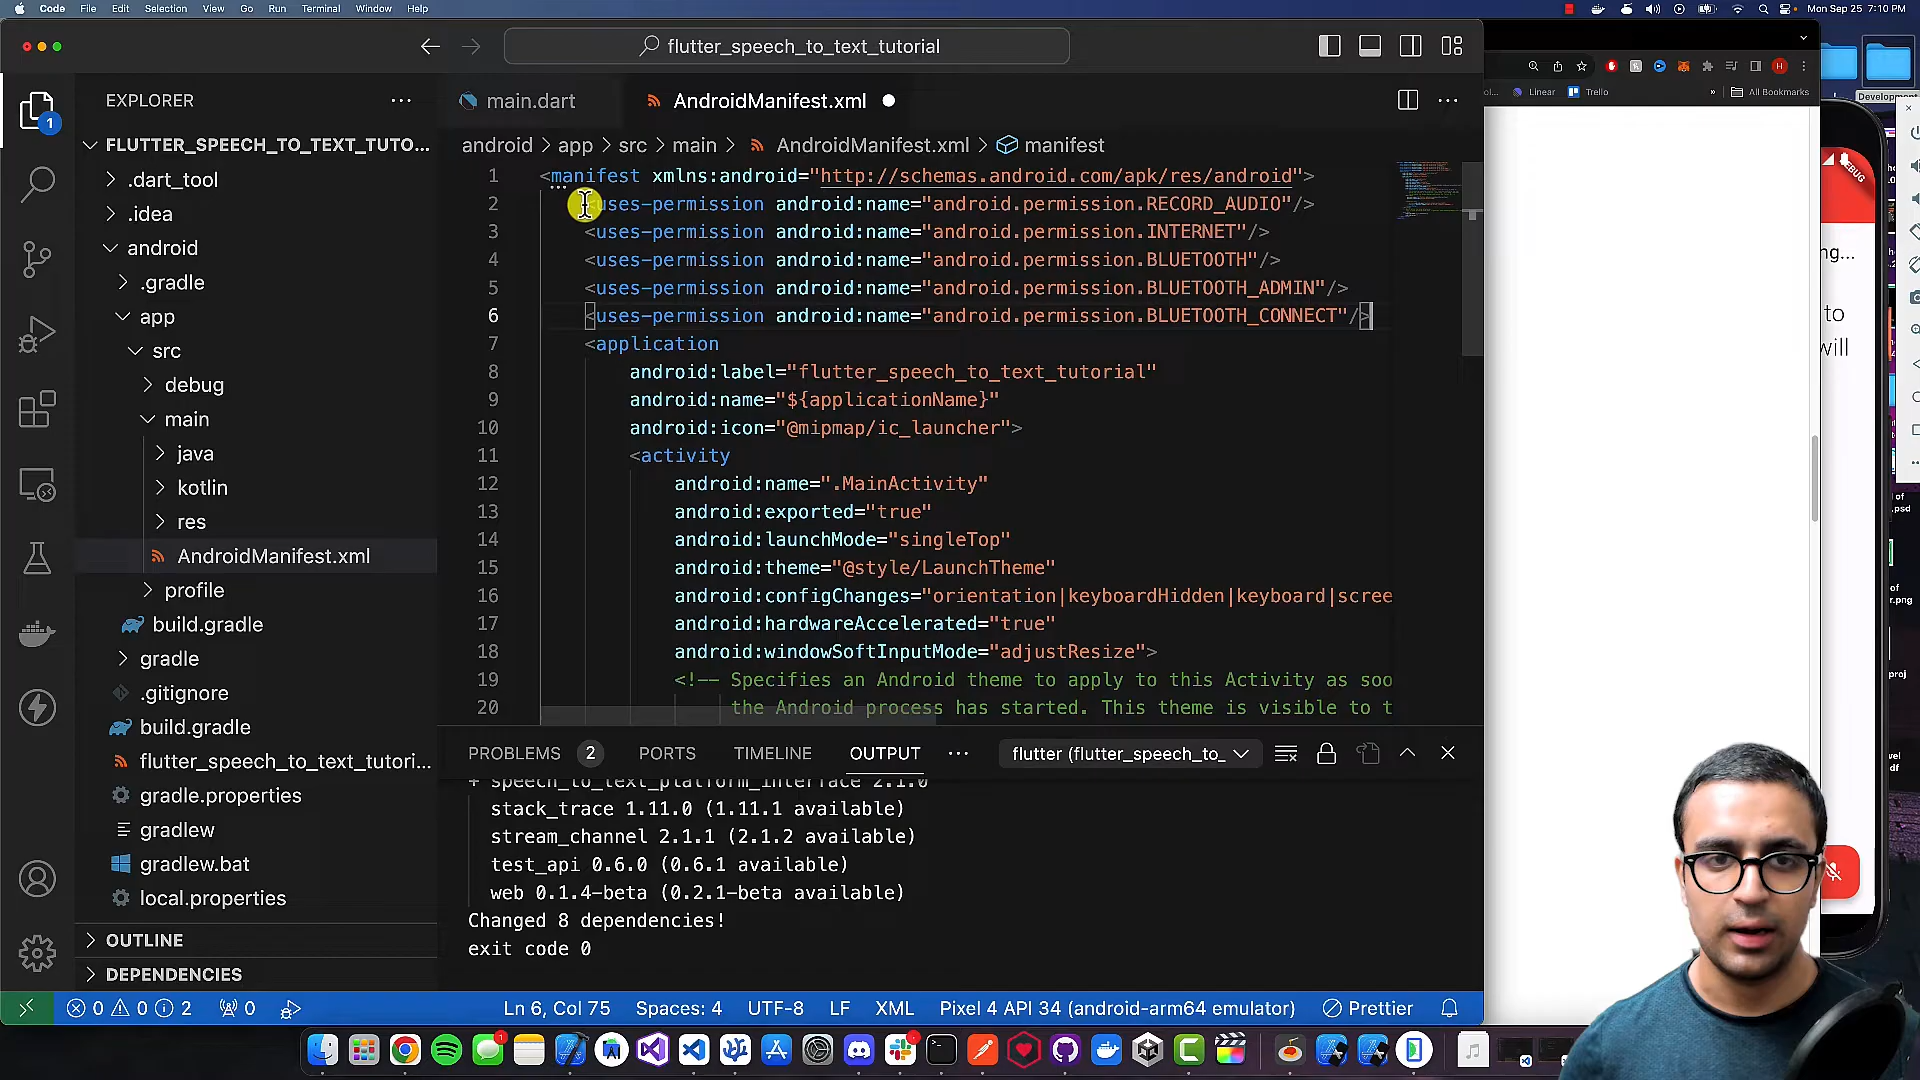 Code File Edit Selection View Go Run Terminal Window Help
Mon Sep 25 7:10 PM
flutter_speech_to_text_tutorial
EXPLORER
main.dart
AndroidManifest.xml
Linear
Trello
All Bookmarks
Development
FLUTTER_SPEECH_TO_TEXT_TUTO...
android > app > src > main > AndroidManifest.xml > manifest
.dart_tool
.idea
android
.gradle
app
src
debug
main
java
kotlin
res
AndroidManifest.xml
profile
build.gradle
gradle
.gitignore
build.gradle
flutter_speech_to_text_tutori...
gradle.properties
gradlew
gradlew.bat
local.properties
OUTLINE
DEPENDENCIES
1 <manifest xmlns:android="http://schemas.android.com/apk/res/android">
2 <uses-permission android:name="android.permission.RECORD_AUDIO"/>
3 <uses-permission android:name="android.permission.INTERNET"/>
4 <uses-permission android:name="android.permission.BLUETOOTH"/>
5 <uses-permission android:name="android.permission.BLUETOOTH_ADMIN"/>
6 <uses-permission android:name="android.permission.BLUETOOTH_CONNECT"/>
7 <application
8 android:label="flutter_speech_to_text_tutorial"
9 android:name="${applicationName}"
10 android:icon="@mipmap/ic_launcher">
11 <activity
12 android:name=".MainActivity"
13 android:exported="true"
14 android:launchMode="singleTop"
15 android:theme="@style/LaunchTheme"
16 android:configChanges="orientation|keyboardHidden|keyboard|scree
17 android:hardwareAccelerated="true"
18 android:windowSoftInputMode="adjustResize">
19 <!-- Specifies an Android theme to apply to this Activity as soo
20 the Android process has started. This theme is visible to t
DEBUG
ng...
to
will
PROBLEMS 2 PORTS TIMELINE OUTPUT
flutter (flutter_speech_to_
+ speech_to_text_platform_interface 2.1.0
stack_trace 1.11.0 (1.11.1 available)
stream_channel 2.1.1 (2.1.2 available)
test_api 0.6.0 (0.6.1 available)
web 0.1.4-beta (0.2.1-beta available)
Changed 8 dependencies!
exit code 0
0 0 2 0
Ln 6, Col 75 Spaces: 4 UTF-8 LF XML Pixel 4 API 34 (android-arm64 emulator) Prettier